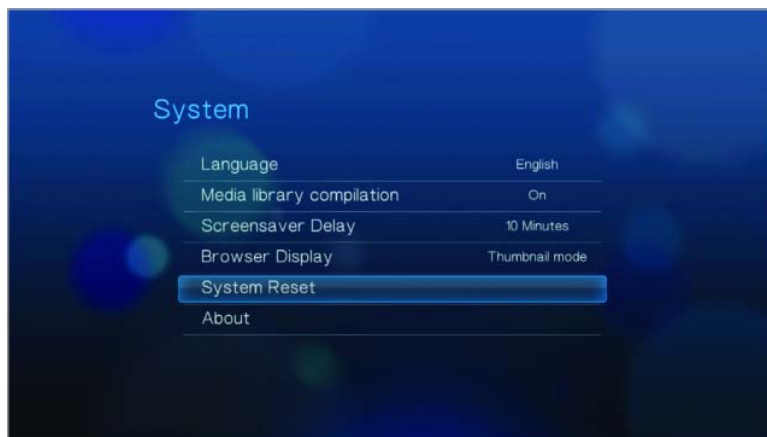 System
Language English
Media library compilation On
Screensaver Delay 10 Minutes
Browser Display Thumbnail mode
System Reset
About